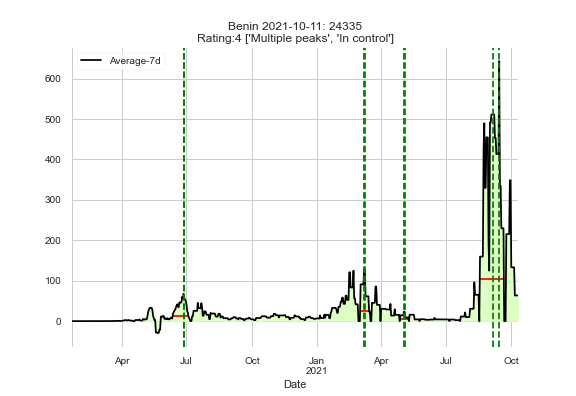 Benin 2021-10-11: 24335
Rating:4 ['Multiple peaks', 'In control']
Average-7d
600
500
400
300
200
100
0
Apr Jul Oct Jan Apr Jul Oct
2021
Date